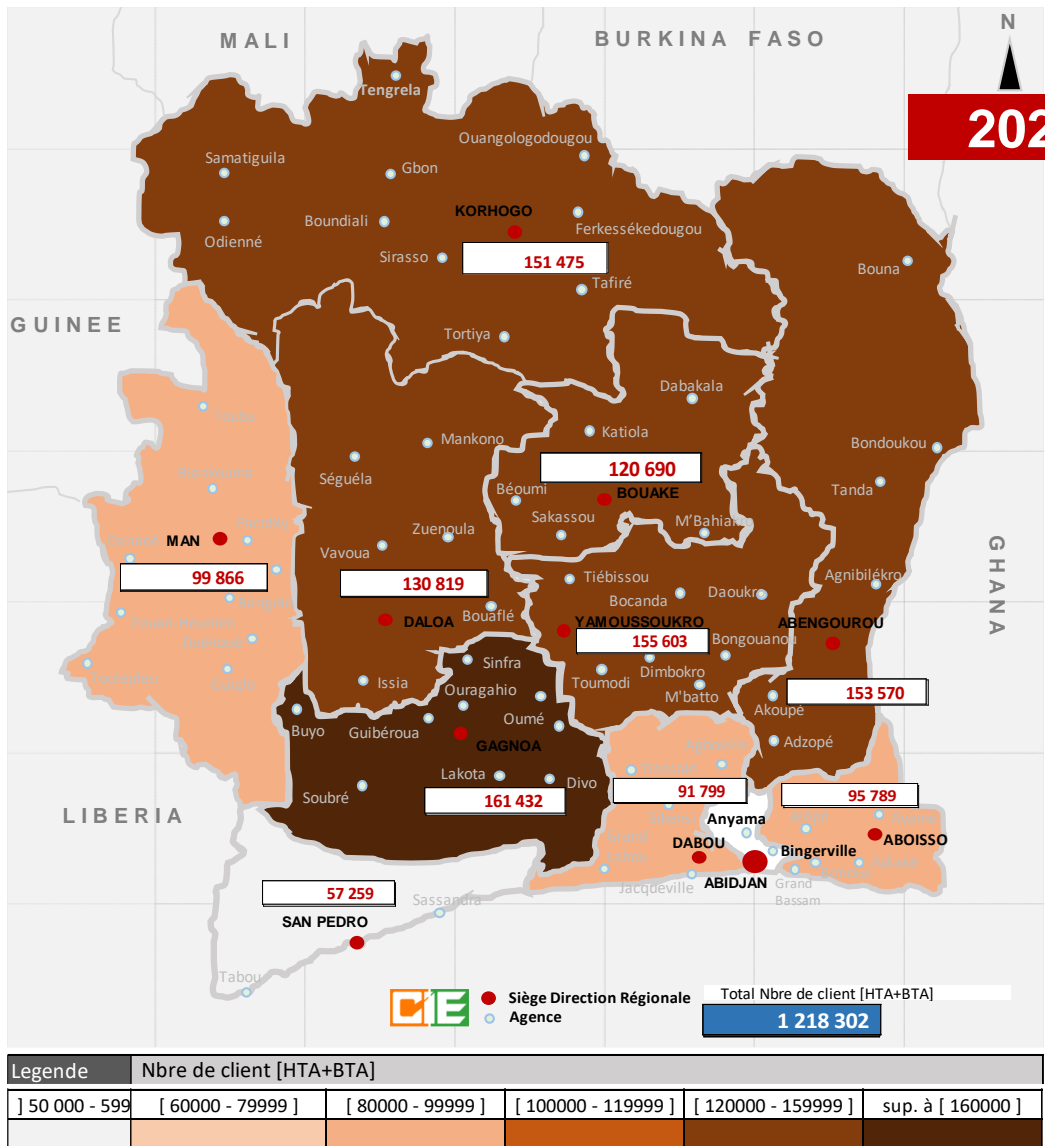 MALI
BURKINA FASO
N
202
Tengrela
Ouangologodougou
Samatiguila
Gbon
KORHOGO
Boundiali
Ferkessékedougou
Odienné
Sirasso
151 475
Bouna
Tafiré
GUINEE
Tortiya
Dabakala
Katiola
Mankono
Bondoukou
Séguéla
120 690
Tanda
Béoumi
BOUAKE
Sakassou
M'Bahiakro
Zuenoula
MAN
Vavoua
GHANA
99 866
130 819
Tiébissou
Agnibilékro
Bocanda
Daoukro
Bouaflé
DALOA
YAMOUSSOUKRO
ABENGOUROU
155 603
Bongouanou
Sinfra
Dimbokro
Toumodi
Issia
Ouragahio
M'batto
153 570
Akoupé
Oumé
Buyo
Guibéroua
GAGNOA
Adzopé
Lakota
Divo
Soubré
161 432
91 799
95 789
LIBERIA
Anyama
ABOISSO
DABOU
Bingerville
Jacqueville
ABIDJAN
Grand
Bassam
57 259
Sassandra
SAN PEDRO
Tabou
CIE
Siège Direction Régionale
Agence
Total Nbre de client [HTA+BTA]
1 218 302
Legende
Nbre de client [HTA+BTA]
] 50 000 - 599
[ 60000 - 79999 ]
[ 80000 - 99999 ]
[ 100000 - 119999 ]
[ 120000 - 159999 ]
sup. à [ 160000 ]